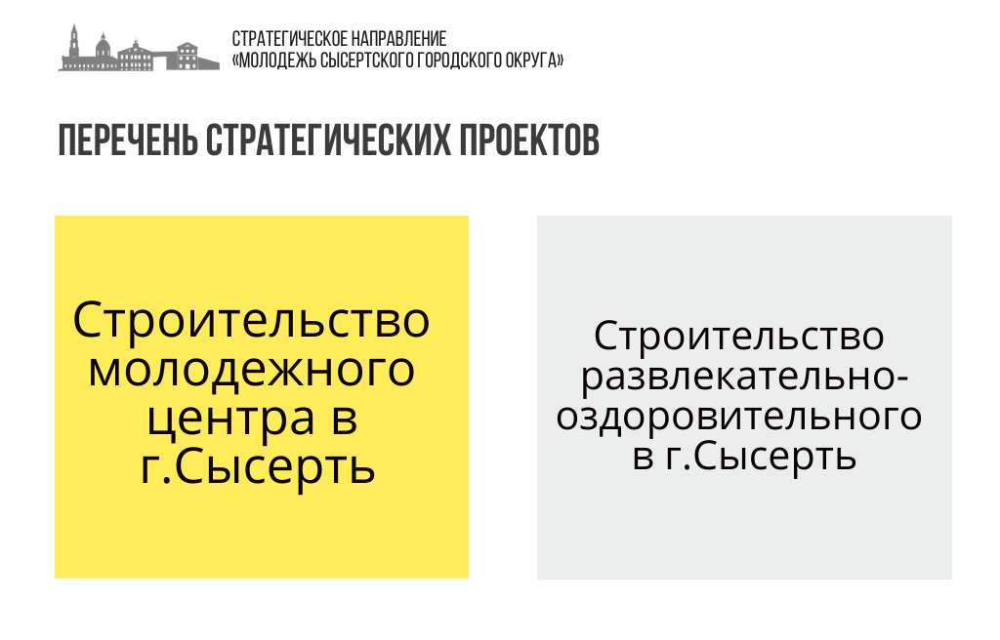 СТРАТЕГИЧЕСКОЕ НАПРАВЛЕНИЕ
«МОЛОДЕЖЬ СЫСЕРТСКОГО ГОРОДСКОГО ОКРУГА»
ПЕРЕЧЕНЬ СТРАТЕГИЧЕСКИХ ПРОЕКТОВ
Строительство
молодежного
центра в
г.Сысерть
Строительство
развлекательно-
оздоровительного
в г.Сысерть